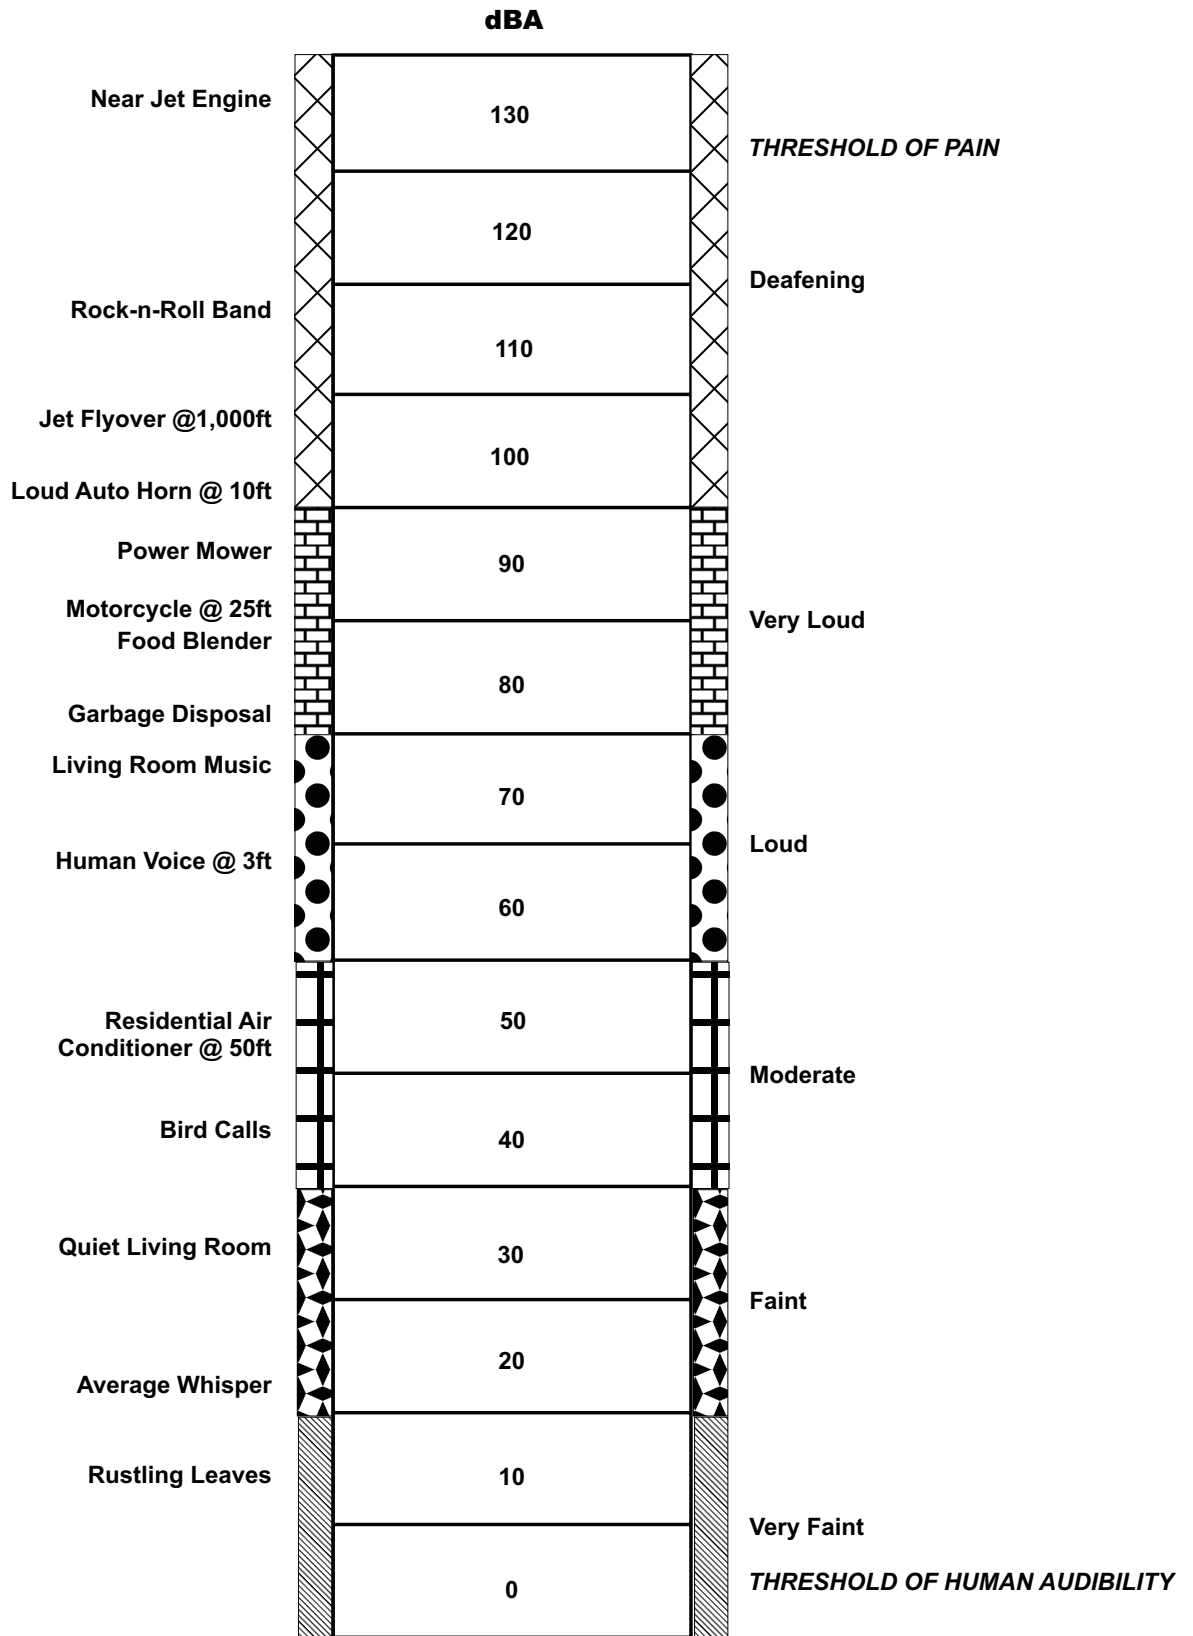 dBA
Near Jet Engine
130
THRESHOLD OF PAIN
120
Deafening
Rock-n-Roll Band
110
Jet Flyover @1,000ft
100
Loud Auto Horn @ 10ft
Power Mower
90
Motorcycle @ 25ft
Very Loud
Food Blender
80
Garbage Disposal
Living Room Music
70
Loud
Human Voice @ 3ft
60
50
Residential Air
Conditioner @ 50ft
Moderate
Bird Calls
40
Quiet Living Room
30
Faint
20
Average Whisper
Rustling Leaves
10
Very Faint
THRESHOLD OF HUMAN AUDIBILITY
0